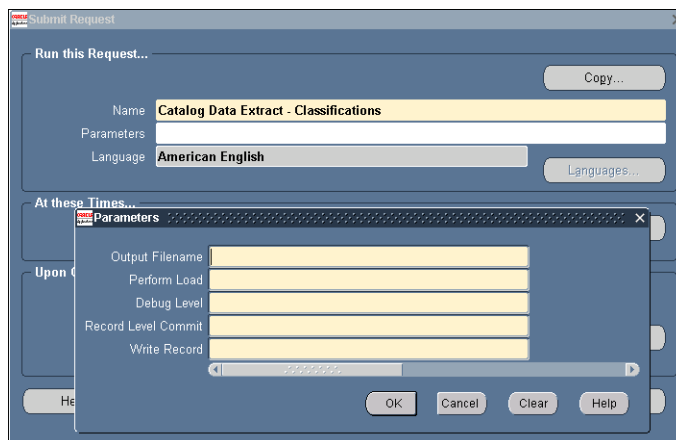 Submit Request
Run this Request...
Copy...
Name Catalog Data Extract - Classifications
Parameters
Language American English
Languages...
At these Times...
Parameters
Output Filename
Upon
Perform Load
Debug Level
Record Level Commit
Write Record
OK Cancel Clear Help